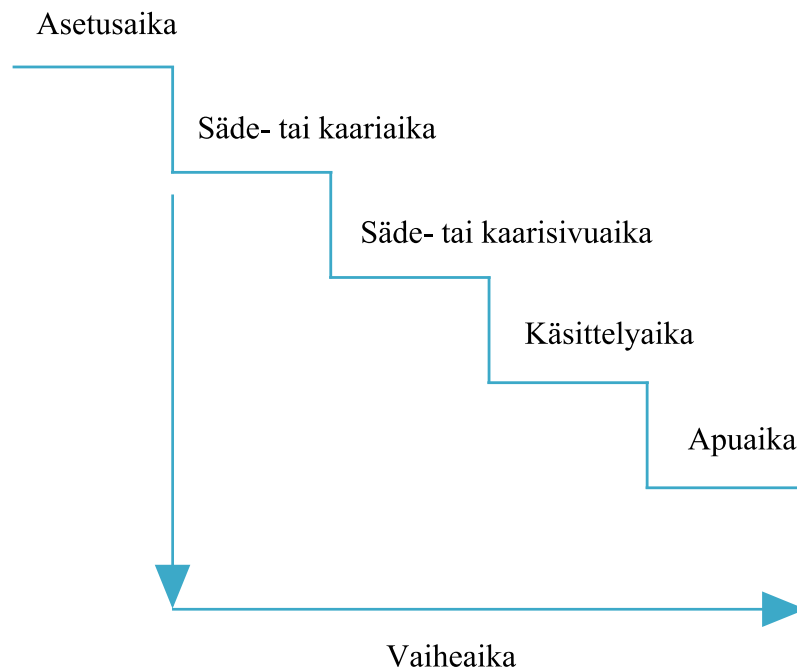 Asetusaika
Säde- tai kaariaika
Säde- tai kaarisivuaika
Käsittelyaika
Apuaika
Vaiheaika